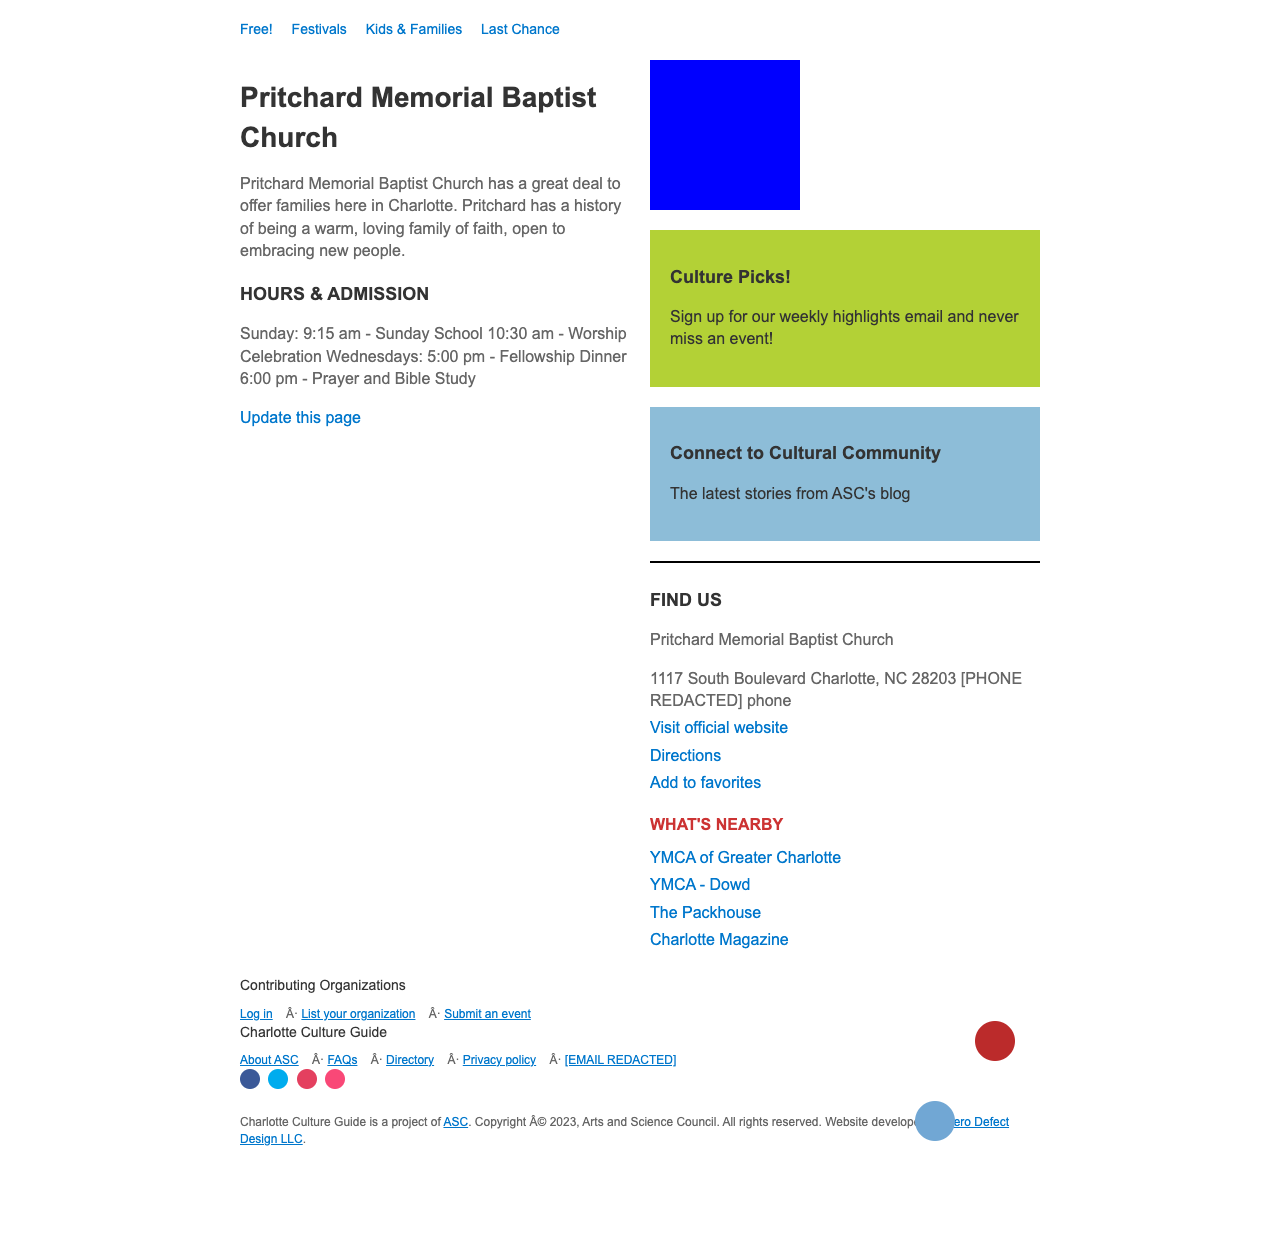 Free! Festivals Kids & Families Last Chance
Pritchard Memorial Baptist
Church
Pritchard Memorial Baptist Church has a great deal to
offer families here in Charlotte. Pritchard has a history
of being a warm, loving family of faith, open to
embracing new people.
HOURS & ADMISSION
Sunday: 9:15 am - Sunday School 10:30 am - Worship
Celebration Wednesdays: 5:00 pm - Fellowship Dinner
6:00 pm - Prayer and Bible Study
Update this page
Culture Picks!
Sign up for our weekly highlights email and never
miss an event!
Connect to Cultural Community
The latest stories from ASC's blog
FIND US
Pritchard Memorial Baptist Church
1117 South Boulevard Charlotte, NC 28203 [PHONE
REDACTED] phone
Visit official website
Directions
Add to favorites
WHAT'S NEARBY
YMCA of Greater Charlotte
YMCA - Dowd
The Packhouse
Charlotte Magazine
Contributing Organizations
Log in Â· List your organization Â· Submit an event
Charlotte Culture Guide
About ASC Â· FAQs Â· Directory Â· Privacy policy Â· [EMAIL REDACTED]
Charlotte Culture Guide is a project of ASC. Copyright Â© 2023, Arts and Science Council. All rights reserved. Website develope ero Defect
Design LLC.